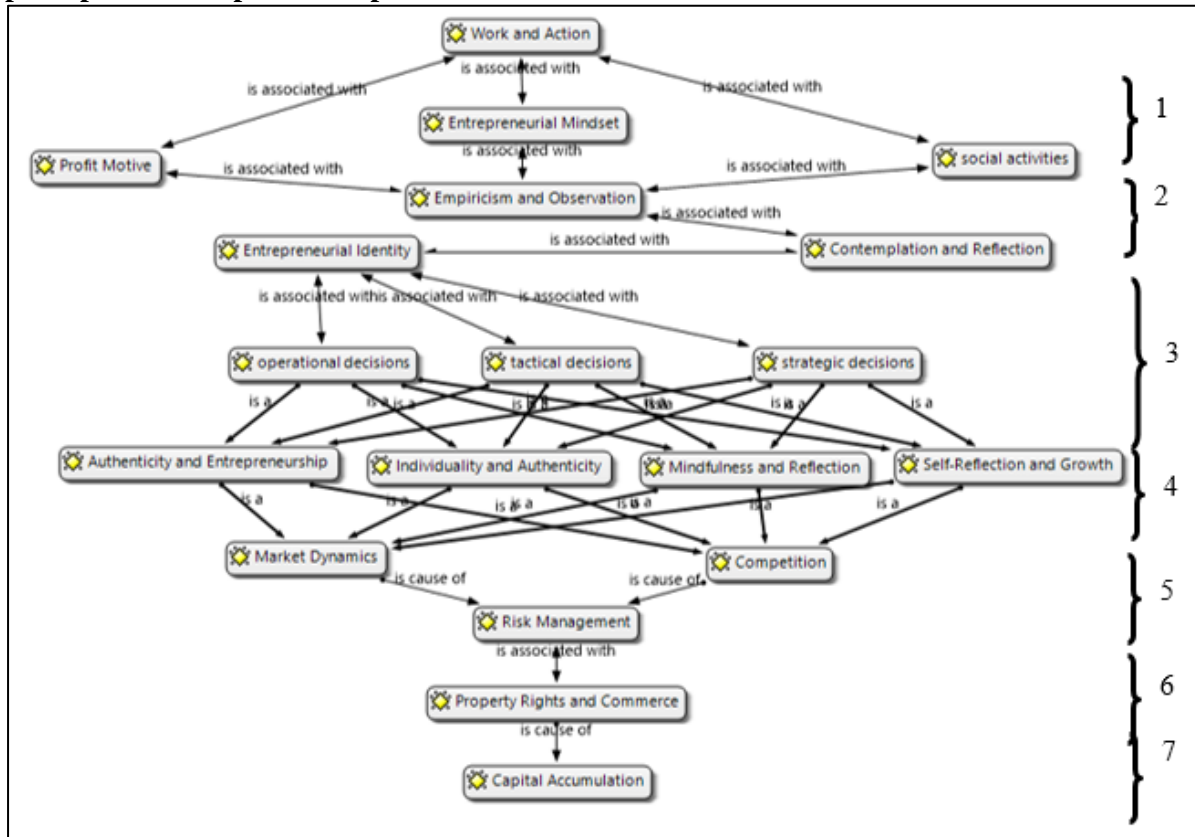 Work and Action
is associated with
is associated with
is associated with
1
Entrepreneurial Mindset
is associated with
Profit Motive
is associated with
is associated with
social activities
Empiricism and Observation
2
is associated with
Entrepreneurial Identity
is associated with
Contemplation and Reflection
is associated with
is associated with
is associated with
operational decisions
tactical decisions
strategic decisions
3
is a
is a
is a
is a
is a
Authenticity and Entrepreneurship
Individuality and Authenticity
Mindfulness and Reflection
Self-Reflection and Growth
4
is a
is a
is a
is a
is a
is a
Market Dynamics
Competition
is cause of
is cause of
5
Risk Management
is associated with
6
Property Rights and Commerce
is cause of
7
Capital Accumulation